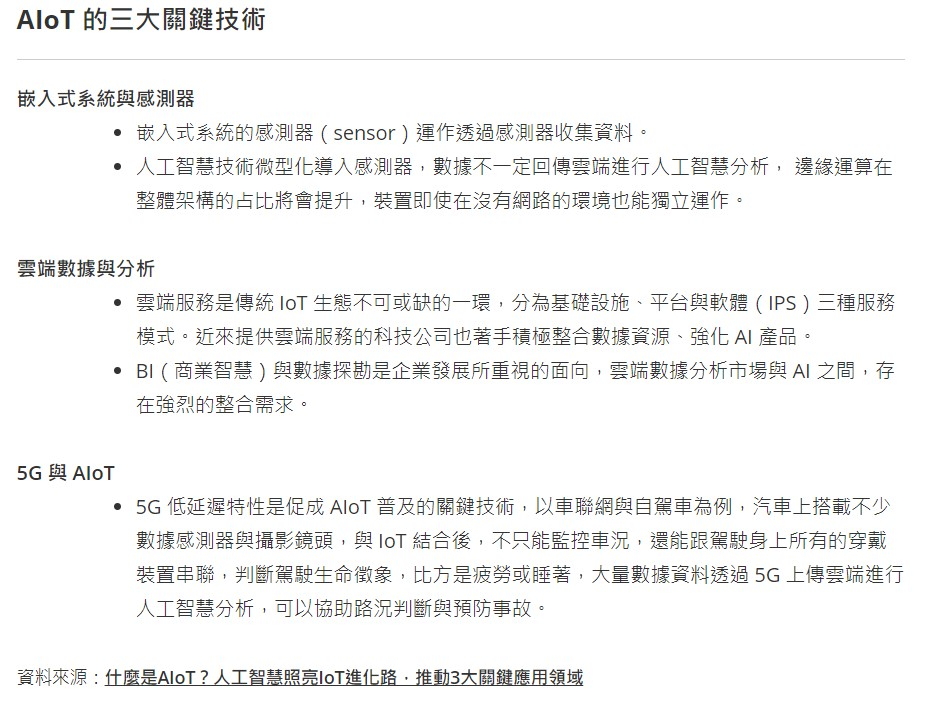 AIoT 的三大關鍵技術
嵌入式系統與感測器
• 嵌入式系統的感測器（sensor）運作透過感測器收集資料。
• 人工智慧技術微型化導入感測器，數據不一定回傳雲端進行人工智慧分析， 邊緣運算在
整體架構的占比將會提升，裝置即使在沒有網路的環境也能獨立運作。
雲端數據與分析
• 雲端服務是傳統 IoT 生態不可或缺的一環，分為基礎設施、平台與軟體（IPS）三種服務
模式。近來提供雲端服務的科技公司也著手積極整合數據資源、強化 AI 產品。
• BI（商業智慧）與數據探勘是企業發展所重視的面向，雲端數據分析市場與 AI 之間，存
在強烈的整合需求。
5G 與 AIoT
• 5G 低延遲特性是促成 AIoT 普及的關鍵技術，以車聯網與自駕車為例，汽車上搭載不少
數據感測器與攝影鏡頭，與 IoT 結合後，不只能監控車況，還能跟駕駛身上所有的穿戴
裝置串聯，判斷駕駛生命徵象，比方是疲勞或睡著，大量數據資料透過 5G 上傳雲端進行
人工智慧分析，可以協助路況判斷與預防事故。
資料來源：什麼是AIoT？人工智慧照亮IoT進化路，推動3大關鍵應用領域